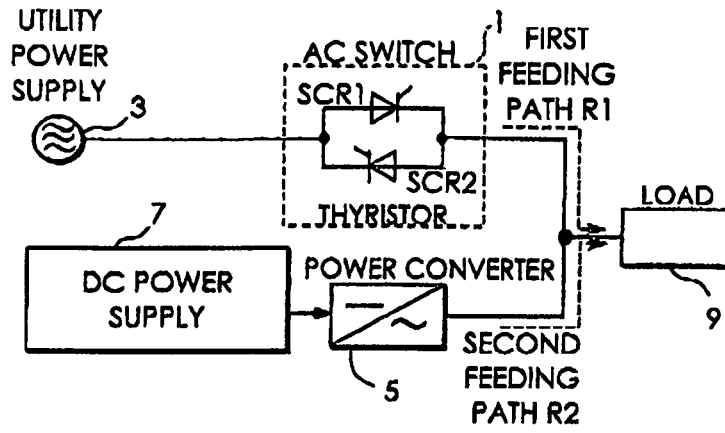 UTILITY
POWER
SUPPLY
3
AC SWITCH
1
SCR1
SCR2
THYRISTOR
FIRST
FEEDING
PATH R1
LOAD
9
7
DC POWER
SUPPLY
POWER CONVERTER
5
SECOND
FEEDING
PATH R2